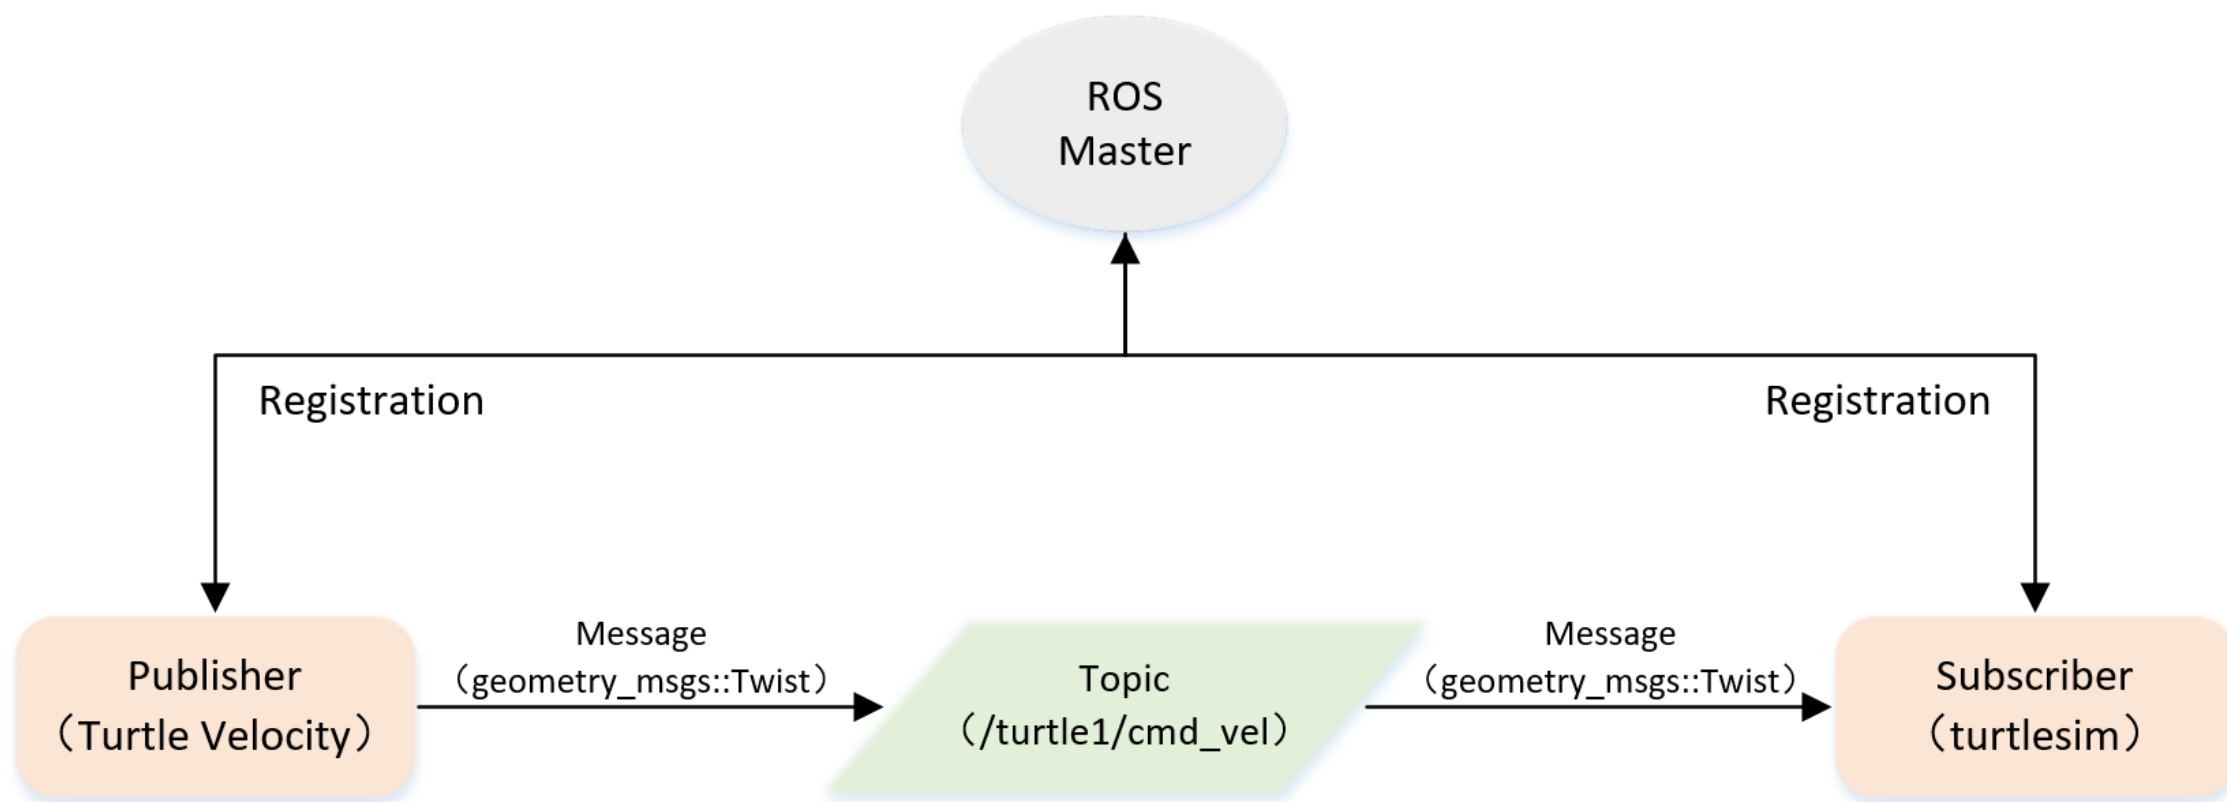 ROS
Master
Registration
Registration
Message
（geometry_msgs::Twist）
Message
（geometry_msgs::Twist）
Publisher
（Turtle Velocity）
Topic
（/turtle1/cmd_vel）
Subscriber
（turtlesim）